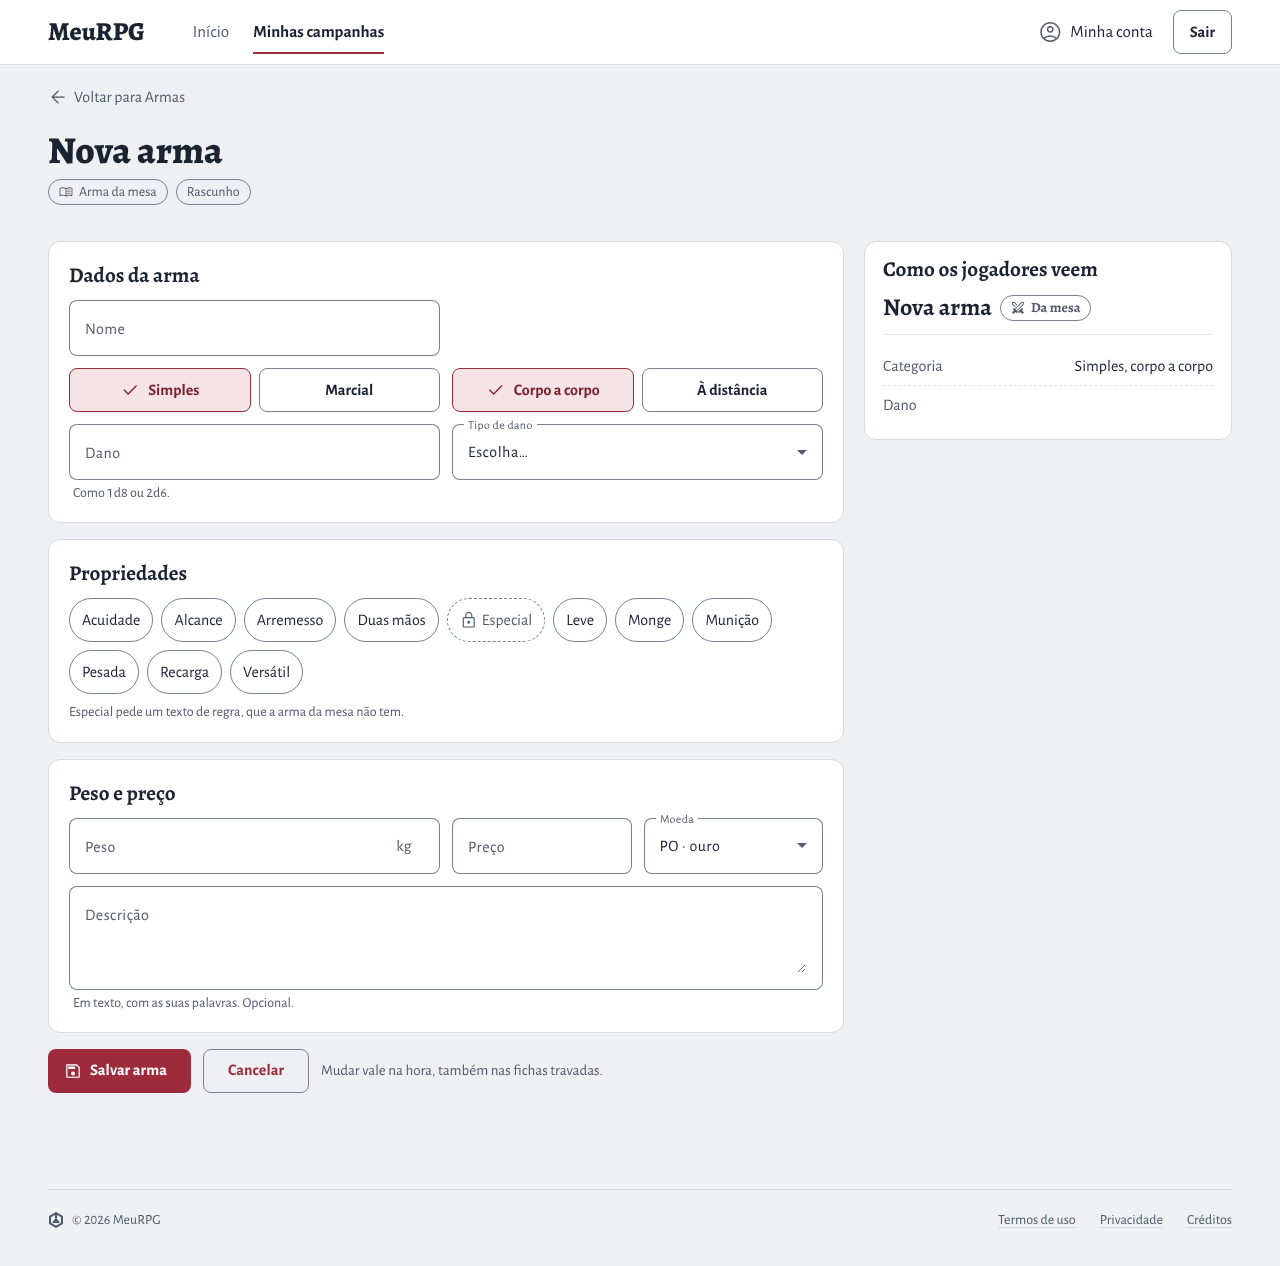 MeuRPG
Início
Minhas campanhas
Minha conta
Sair
Voltar para Armas
Nova arma
Arma da mesa
Rascunho
Dados da arma
Nome
Simples
Marcial
Corpo a corpo
À distância
Dano
Tipo de dano
Escolha...
Como 1d8 ou 2d6.
Propriedades
Acuidade
Alcance
Arremesso
Duas mãos
Especial
Leve
Monge
Munição
Pesada
Recarga
Versátil
Especial pede um texto de regra, que a arma da mesa não tem.
Peso e preço
Peso
kg
Preço
Moeda
PO · ouro
Descrição
Em texto, com as suas palavras. Opcional.
Salvar arma
Cancelar
Mudar vale na hora, também nas fichas travadas.
Como os jogadores veem
Nova arma
Da mesa
Categoria
Simples, corpo a corpo
Dano
© 2026 MeuRPG
Termos de uso
Privacidade
Créditos